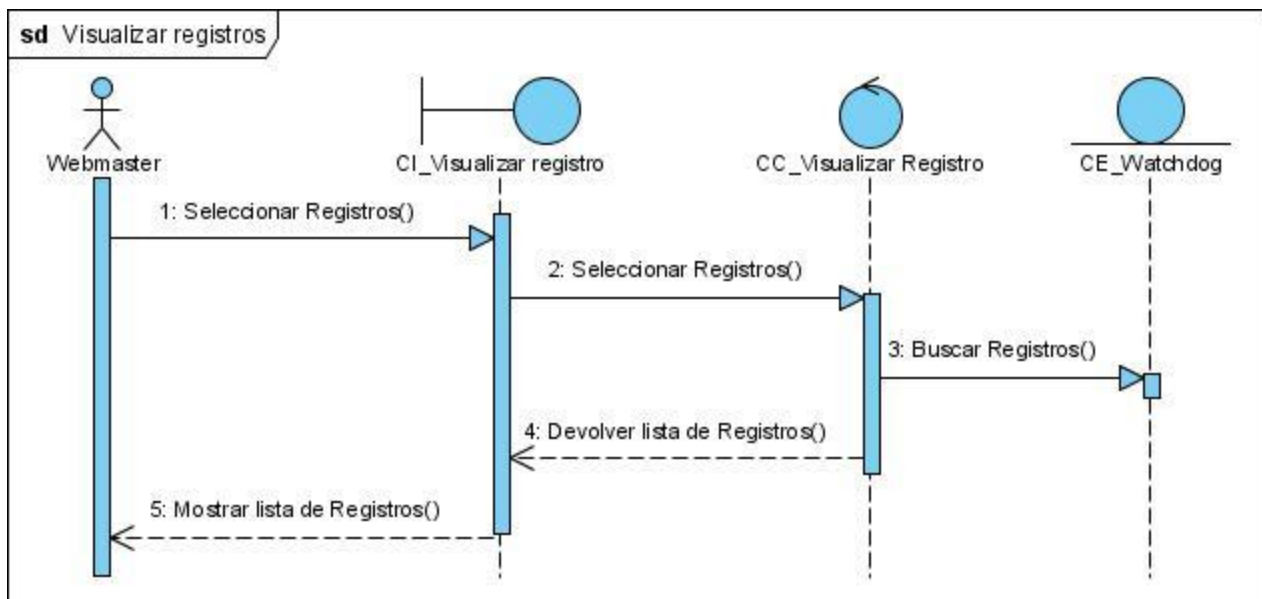 sd Visualizar registros
Webmaster
CI_Visualizar registro
CC_Visualizar Registro
CE_Watchdog
1: Seleccionar Registros()
2: Seleccionar Registros()
3: Buscar Registros()
4: Devolver lista de Registros()
5: Mostrar lista de Registros()